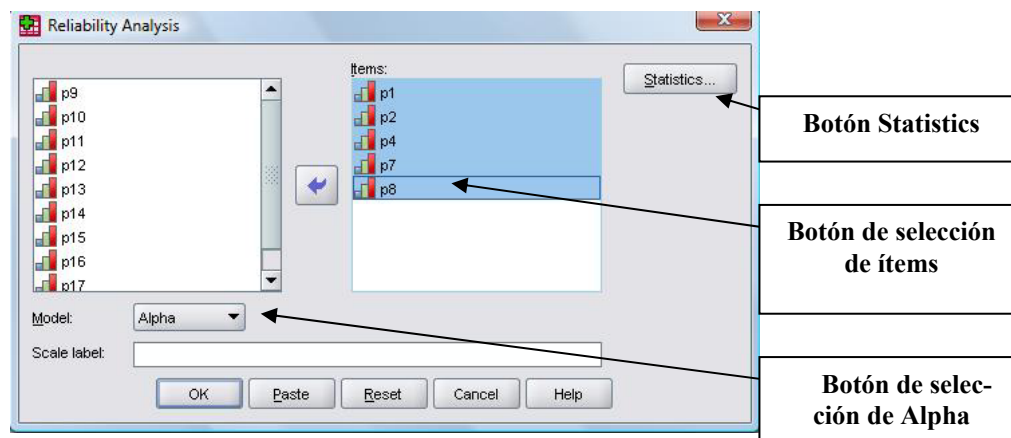 Reliability Analysis
Items:
Statistics...
p9
p10
p11
p12
p13
p14
p15
p16
p17
p1
p2
p4
p7
p8
Model:
Alpha
Scale label:
OK
Paste
Reset
Cancel
Help
Botón Statistics
Botón de selección
de ítems
Botón de selec-
ción de Alpha